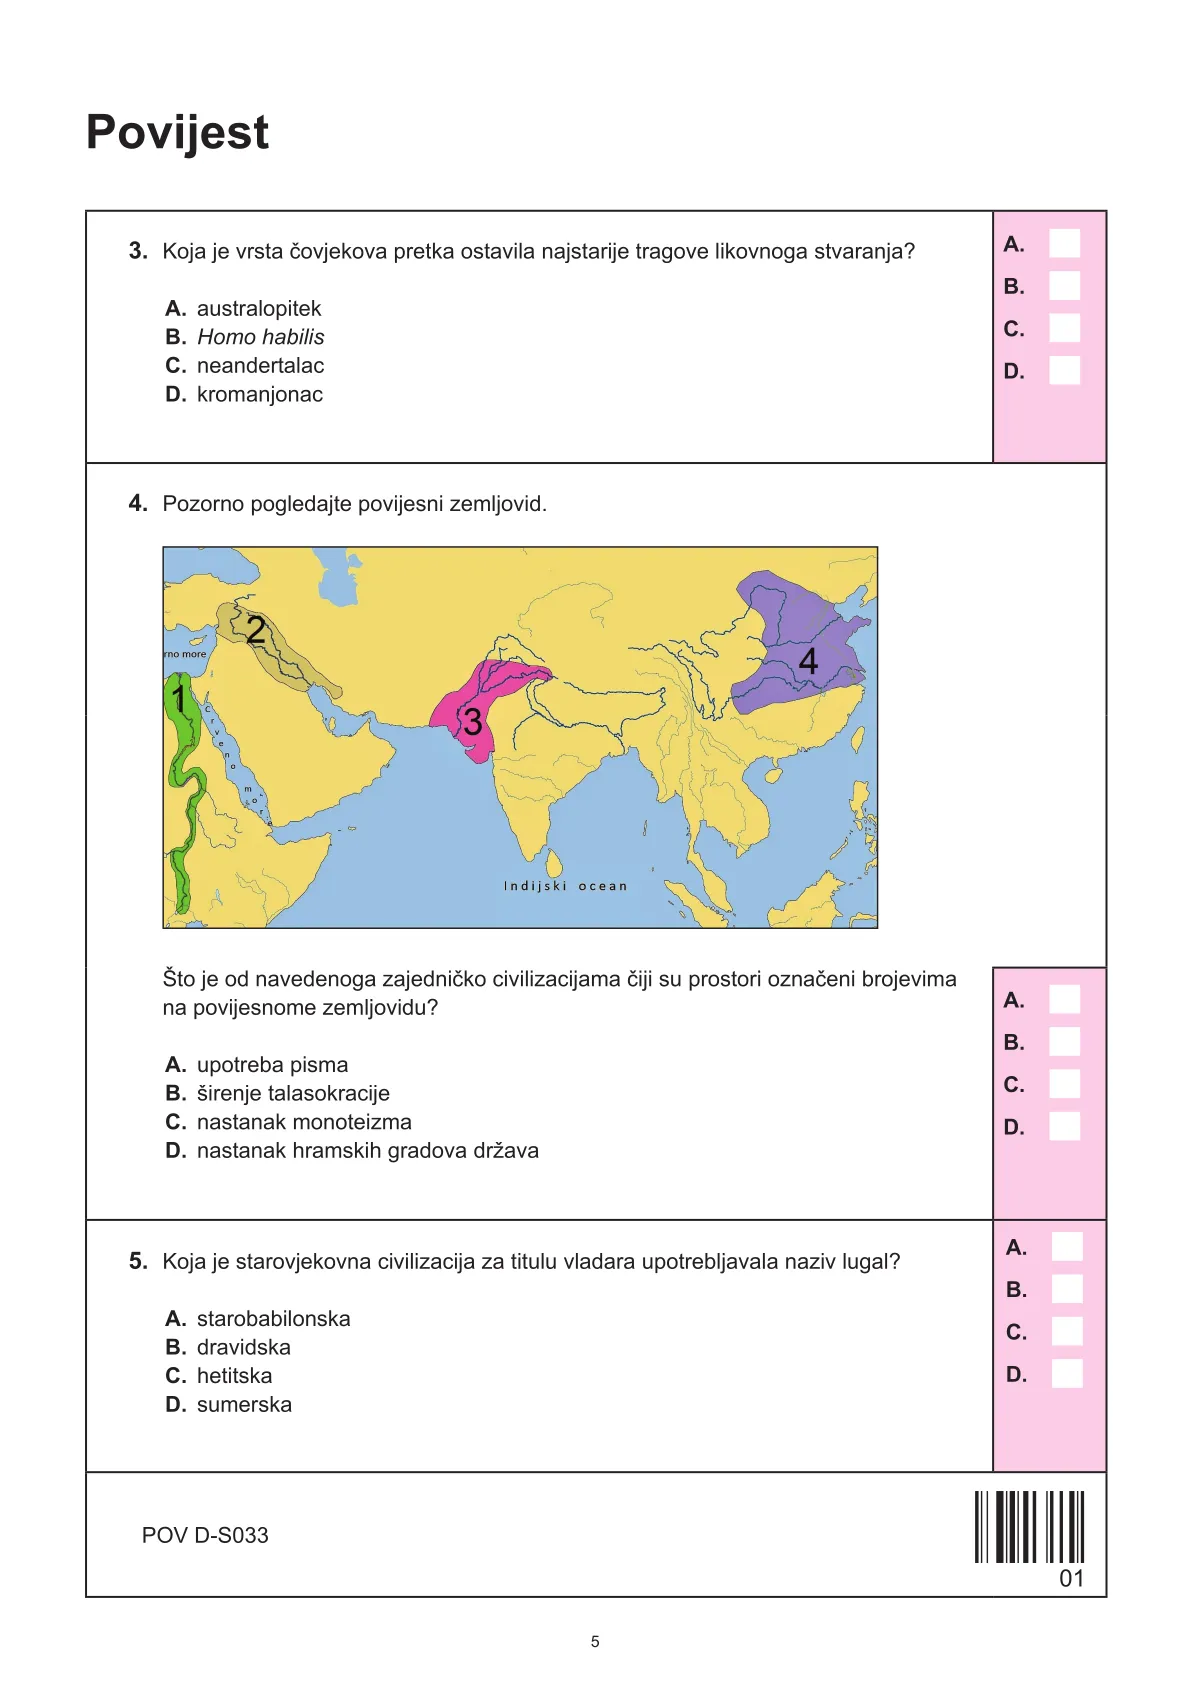 Povijest
3. Koja je vrsta čovjekova pretka ostavila najstarije tragove likovnoga stvaranja?
A. australopitek
B. Homo habilis
C. neandertalac
D. kromanjonac
A.
B.
C.
D.
4. Pozorno pogledajte povijesni zemljovid.
1
2
3
4
rno more
Crveno more
Indijski ocean
Što je od navedenoga zajedničko civilizacijama čiji su prostori označeni brojevima
na povijesnome zemljovidu?
A. upotreba pisma
B. širenje talasokracije
C. nastanak monoteizma
D. nastanak hramskih gradova država
A.
B.
C.
D.
5. Koja je starovjekovna civilizacija za titulu vladara upotrebljavala naziv lugal?
A. starobabilonska
B. dravidska
C. hetitska
D. sumerska
A.
B.
C.
D.
POV D-S033
01
5